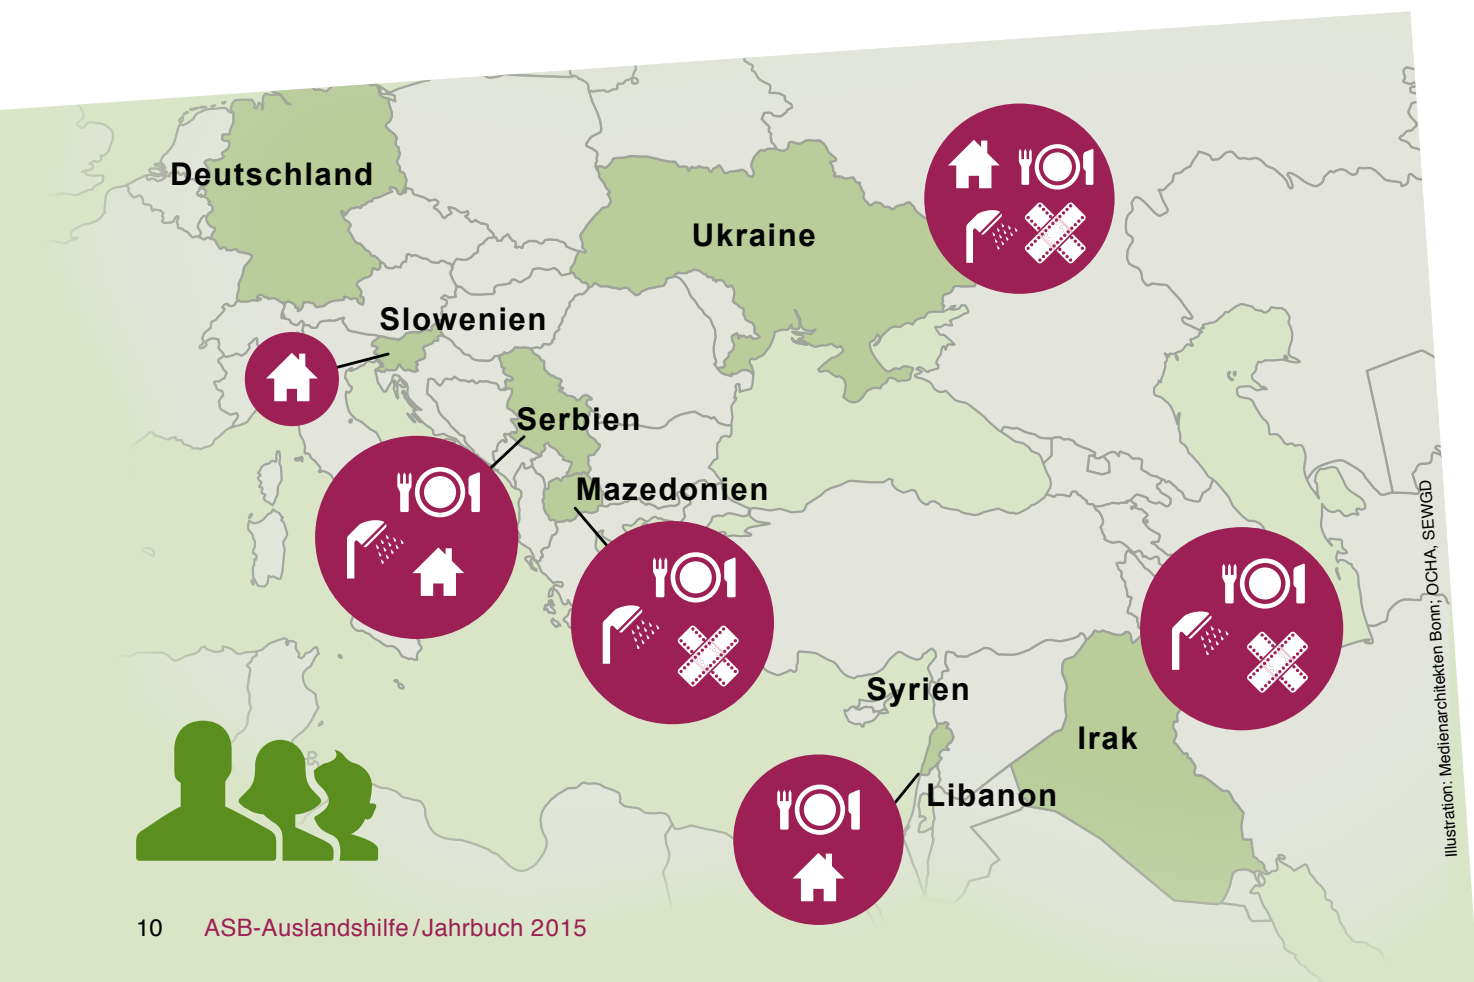 Deutschland
Ukraine
Slowenien
Serbien
Mazedonien
Syrien
Irak
Libanon
Illustration: Medienarchitekten Bonn; OCHA, SEWGD
10 ASB-Auslandshilfe/Jahrbuch 2015